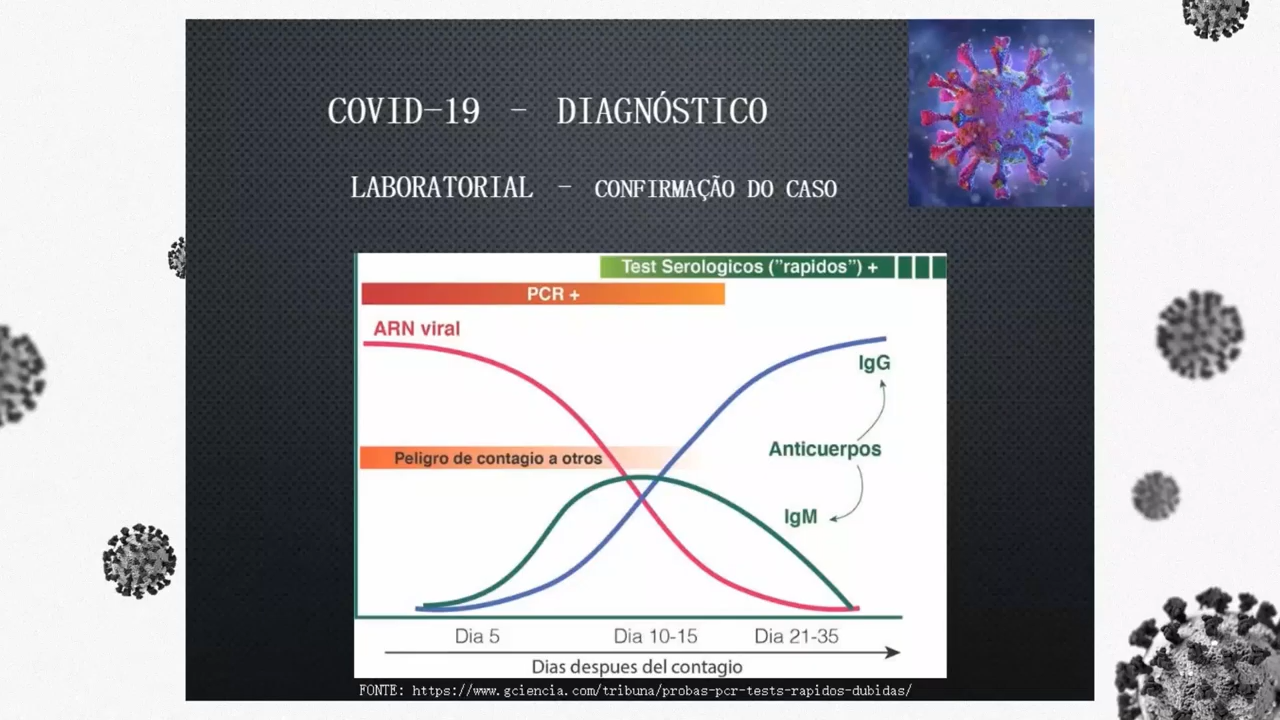 COVID-19 - DIAGNÓSTICO
LABORATORIAL - CONFIRMAÇÃO DO CASO
Test Serologicos ("rapidos") +
PCR +
ARN viral
IgG
Anticuerpos
Peligro de contagio a otros
IgM
Dia 5 Dia 10-15 Dia 21-35
Dias despues del contagio
FONTE: https://www.gciencia.com/tribuna/probas-pcr-tests-rapidos-dubidas/